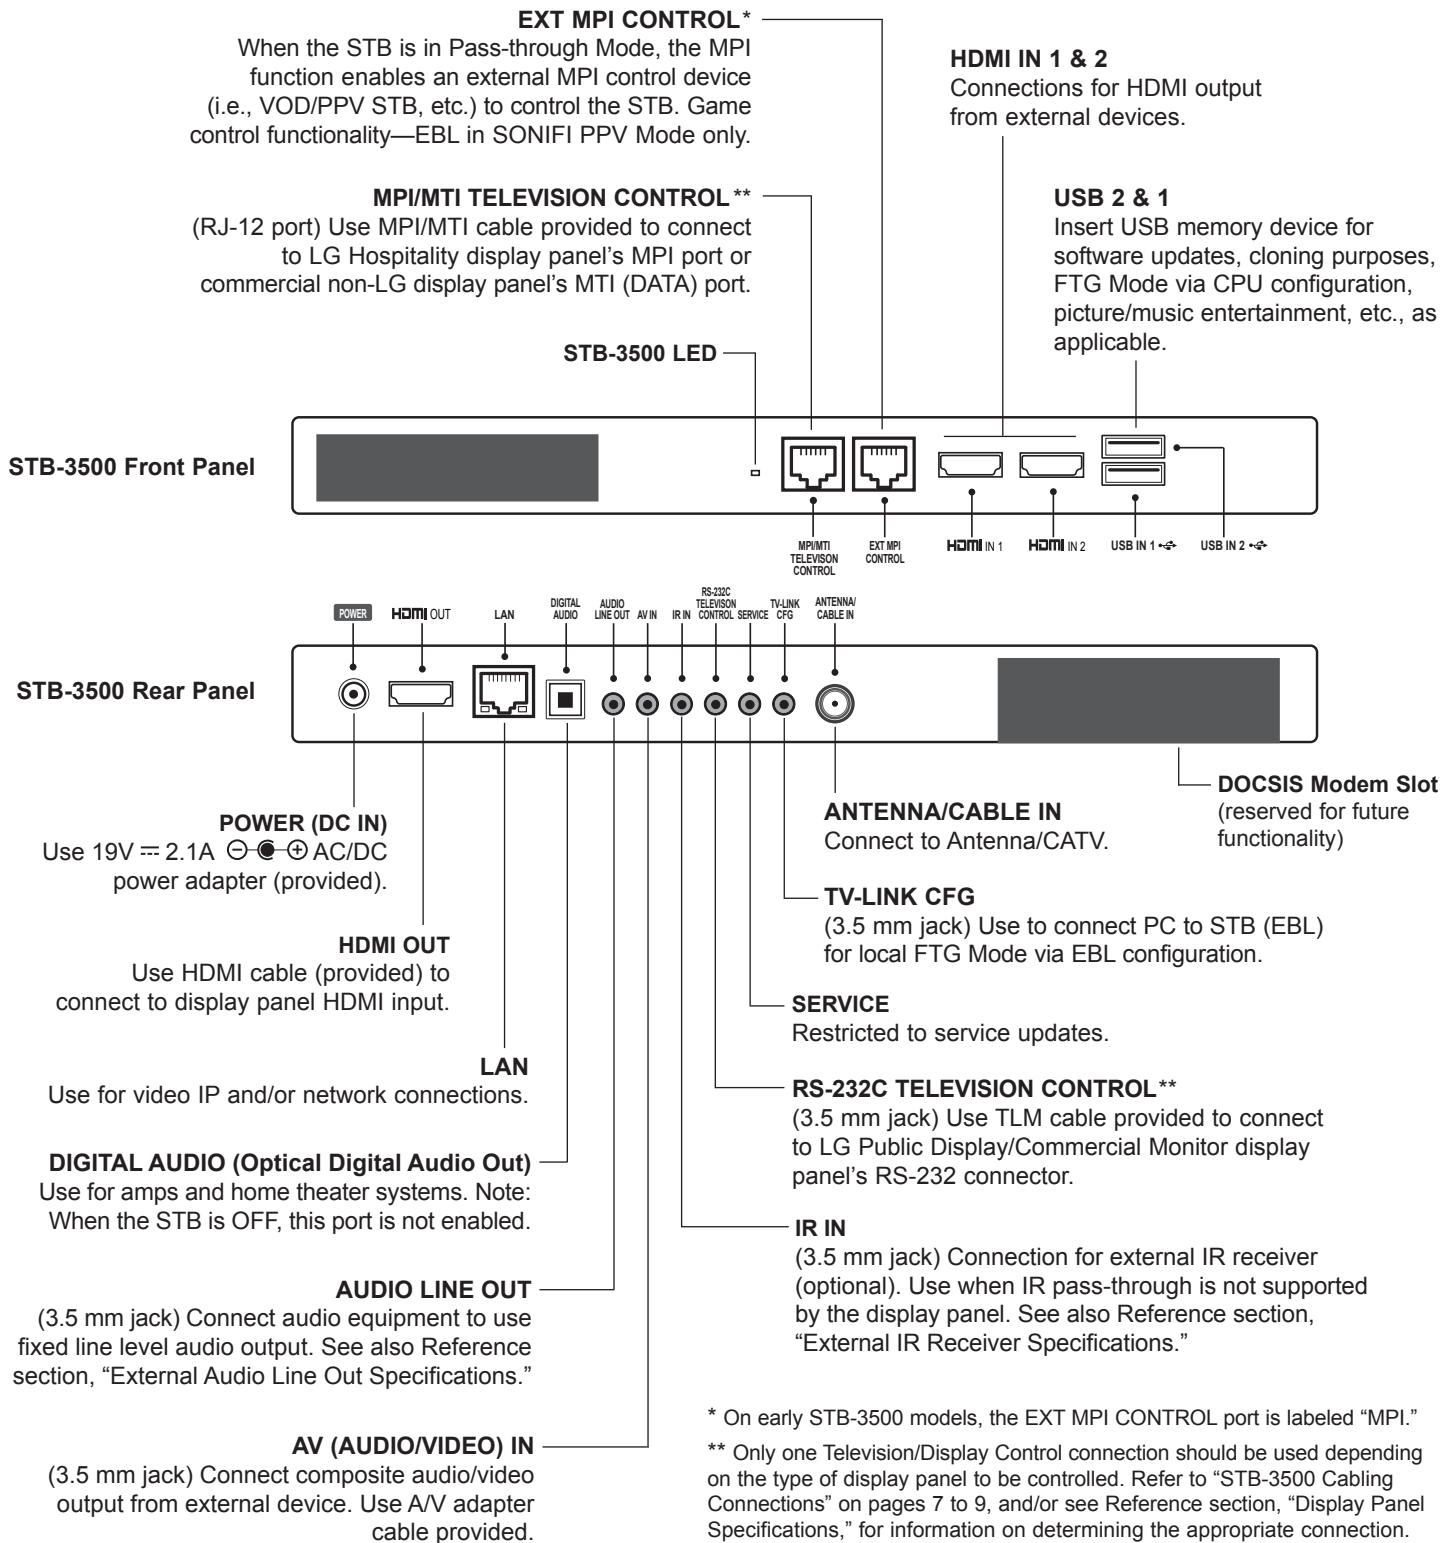 EXT MPI CONTROL*
When the STB is in Pass-through Mode, the MPI
function enables an external MPI control device
(i.e., VOD/PPV STB, etc.) to control the STB. Game
control functionality—EBL in SONIFI PPV Mode only.
HDMI IN 1 & 2
Connections for HDMI output
from external devices.
MPI/MTI TELEVISION CONTROL**
(RJ-12 port) Use MPI/MTI cable provided to connect
to LG Hospitality display panel’s MPI port or
commercial non-LG display panel’s MTI (DATA) port.
USB 2 & 1
Insert USB memory device for
software updates, cloning purposes,
FTG Mode via CPU configuration,
picture/music entertainment, etc., as
applicable.
STB-3500 LED
STB-3500 Front Panel
MPI/MTI
TELEVISON
CONTROL
EXT MPI
CONTROL
HDMI IN 1
HDMI IN 2
USB IN 1
USB IN 2
POWER
HDMI OUT
LAN
DIGITAL
AUDIO
AUDIO
LINE OUT
AV IN
IR IN
RS-232C
TELEVISON
CONTROL
SERVICE
TV-LINK
CFG
ANTENNA/
CABLE IN
STB-3500 Rear Panel
DOCSIS Modem Slot
(reserved for future
functionality)
POWER (DC IN)
Use 19V ⎓ 2.1A AC/DC
power adapter (provided).
ANTENNA/CABLE IN
Connect to Antenna/CATV.
TV-LINK CFG
(3.5 mm jack) Use to connect PC to STB (EBL)
for local FTG Mode via EBL configuration.
HDMI OUT
Use HDMI cable (provided) to
connect to display panel HDMI input.
SERVICE
Restricted to service updates.
LAN
Use for video IP and/or network connections.
RS-232C TELEVISION CONTROL**
(3.5 mm jack) Use TLM cable provided to connect
to LG Public Display/Commercial Monitor display
panel’s RS-232 connector.
DIGITAL AUDIO (Optical Digital Audio Out)
Use for amps and home theater systems. Note:
When the STB is OFF, this port is not enabled.
IR IN
(3.5 mm jack) Connection for external IR receiver
(optional). Use when IR pass-through is not supported
by the display panel. See also Reference section,
“External IR Receiver Specifications.”
AUDIO LINE OUT
(3.5 mm jack) Connect audio equipment to use
fixed line level audio output. See also Reference
section, “External Audio Line Out Specifications.”
AV (AUDIO/VIDEO) IN
(3.5 mm jack) Connect composite audio/video
output from external device. Use A/V adapter
cable provided.
* On early STB-3500 models, the EXT MPI CONTROL port is labeled “MPI.”
** Only one Television/Display Control connection should be used depending
on the type of display panel to be controlled. Refer to “STB-3500 Cabling
Connections” on pages 7 to 9, and/or see Reference section, “Display Panel
Specifications,” for information on determining the appropriate connection.